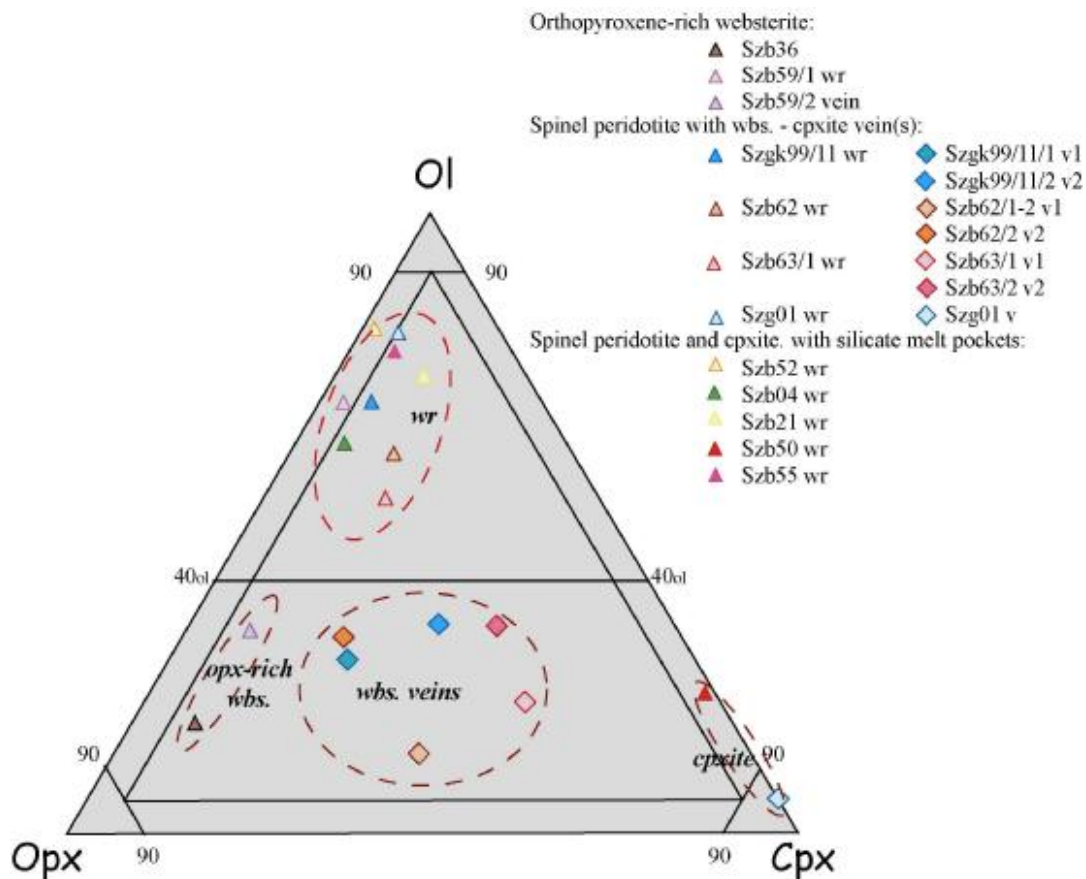 Orthopyroxene-rich websterite:
Szb36
Szb59/1 wr
Szb59/2 vein
Spinel peridotite with wbs. - cpxite vein(s):
Szgk99/11 wr Szgk99/11/1 v1
Szgk99/11/2 v2
Szb62 wr Szb62/1-2 v1
Szb62/2 v2
Szb63/1 wr Szb63/1 v1
Szb63/2 v2
Szg01 wr Szg01 v
Spinel peridotite and cpxite. with silicate melt pockets:
Szb52 wr
Szb04 wr
Szb21 wr
Szb50 wr
Szb55 wr
Ol
90 90
wr
40ol 40ol
opx-rich
wbs.
wbs. veins
90 cpxite 90
Opx 90 90 Cpx